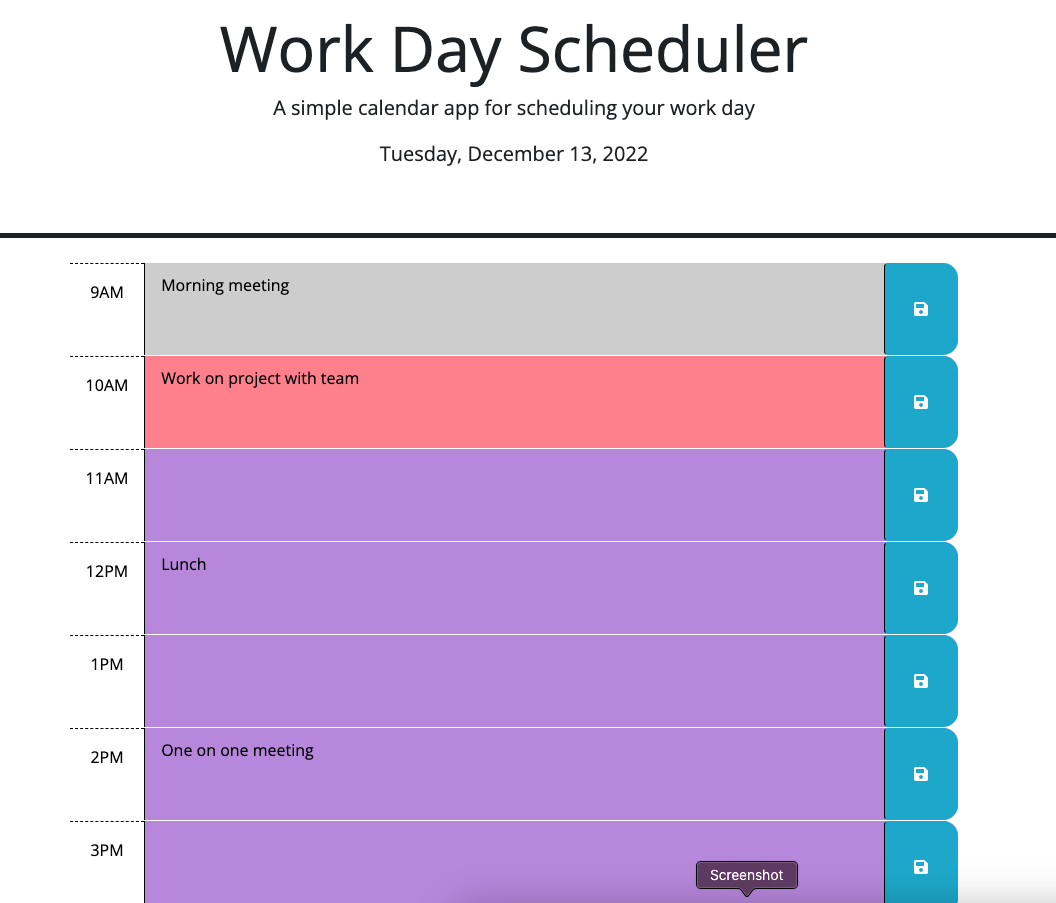 Work Day Scheduler
A simple calendar app for scheduling your work day
Tuesday, December 13, 2022
9AM
Morning meeting
10AM
Work on project with team
11AM
12PM
Lunch
1PM
2PM
One on one meeting
3PM
Screenshot